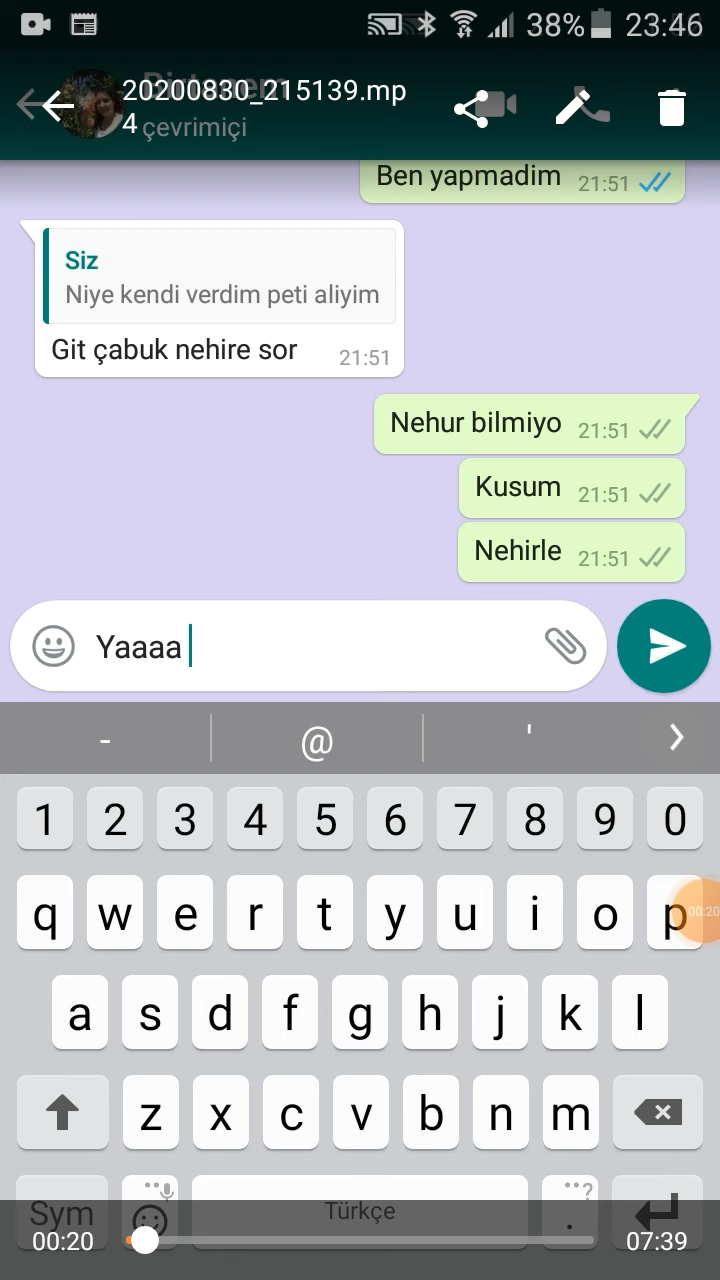 38% 23:46
20200830_215139.mp
4 çevrimiçi
Ben yapmadim 21:51
Siz
Niye kendi verdim peti aliyim
Git çabuk nehire sor 21:51
Nehur bilmiyo 21:51
Kusum 21:51
Nehirle 21:51
Yaaaa
- @ '
1 2 3 4 5 6 7 8 9 0
q w e r t y u i o p
00:20
a s d f g h j k l
z x c v b n m
Sym Türkçe . ?
00:20 07:39